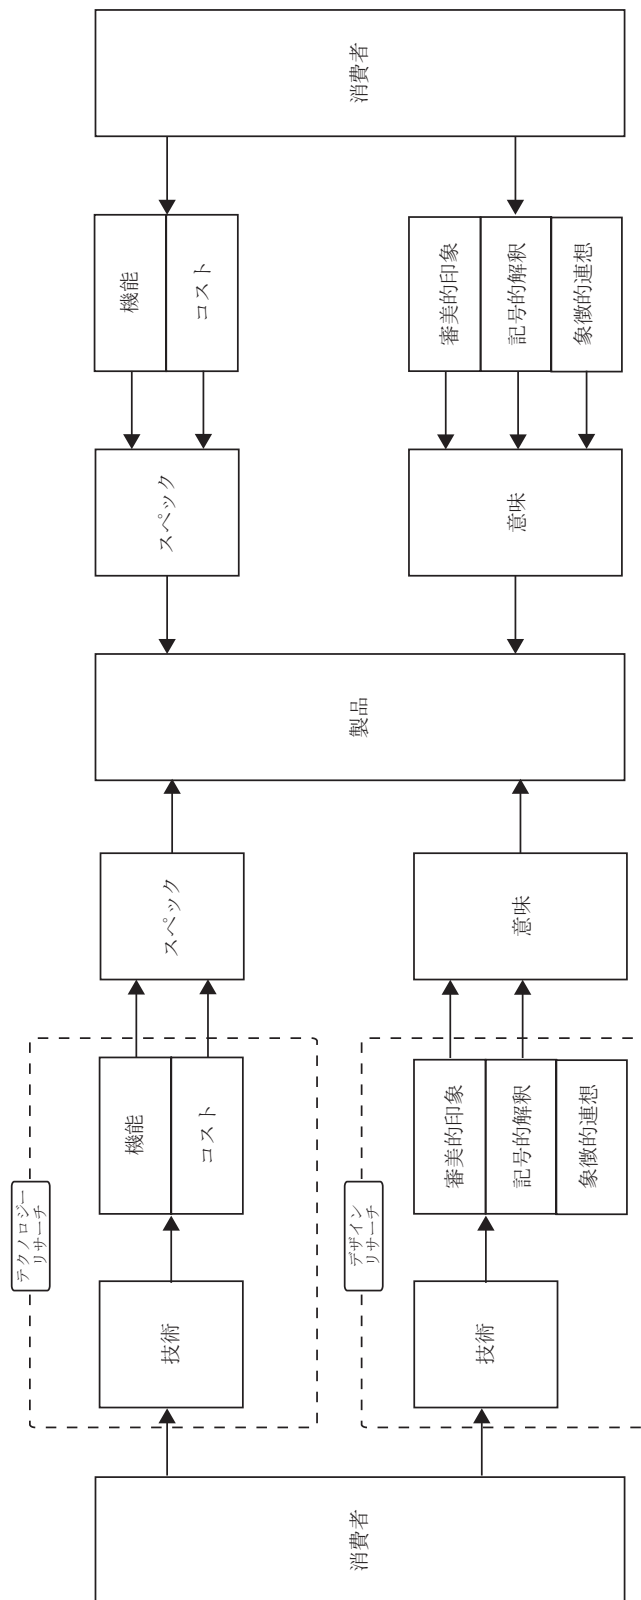 消費者
テクノロジー
リサーチ
技術
機能
コスト
スペック
デザイン
リサーチ
技術
審美的印象
記号的解釈
象徴的連想
意味
製品
スペック
意味
機能
コスト
審美的印象
記号的解釈
象徴的連想
消費者